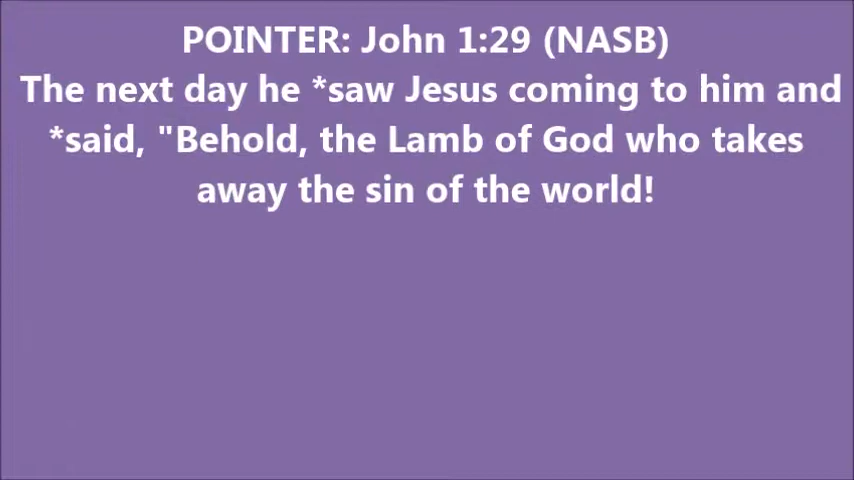 POINTER: John 1:29 (NASB)
The next day he *saw Jesus coming to him and
*said, "Behold, the Lamb of God who takes
away the sin of the world!